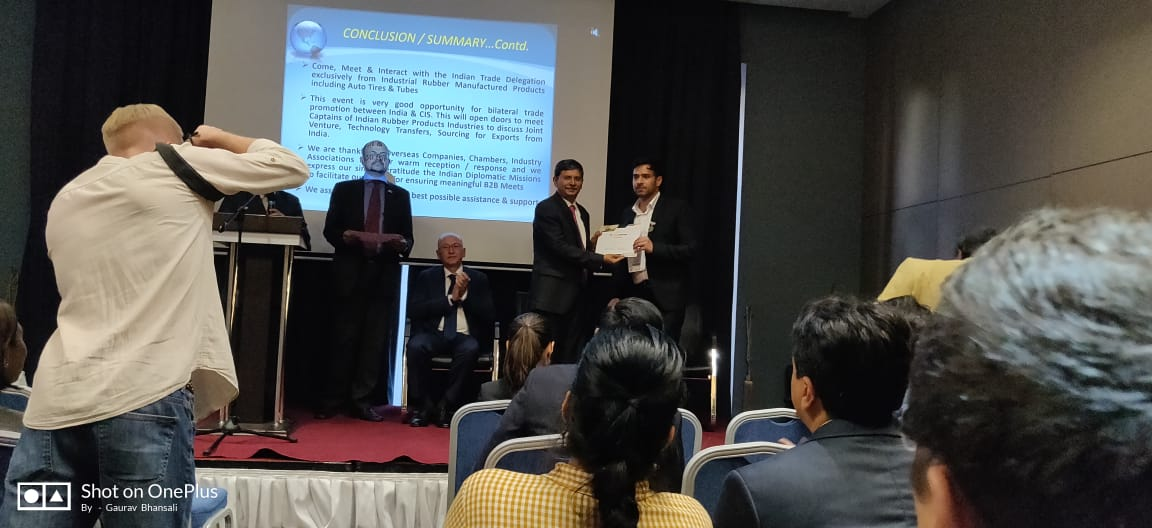 CONCLUSION / SUMMARY...Contd.
Come, Meet & Interact with the Indian Trade Delegation
exclusively from Industrial Rubber Manufactured Products
including Auto Tires & Tubes
This event is very good opportunity for bilateral trade
promotion between India & CIS. This will open doors to meet
Captains of Indian Rubber Products Industries to discuss Joint
Venture, Technology Transfers, Sourcing for Exports from
India.
We are Overseas Companies, Chambers, Industry
Associations warm reception / response and we
express our gratitude the Indian Diplomatic Missions
to facilitate for ensuring meaningful B2B Meets
We best possible assistance & support
Shot on OnePlus
By - Gaurav Bhansali